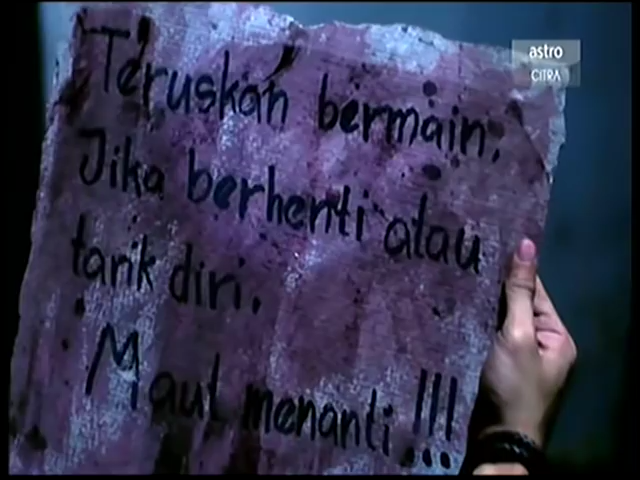 astro
CITRA
Teruskan bermain.
Jika berhenti atau
tarik diri.
Maut menanti !!!